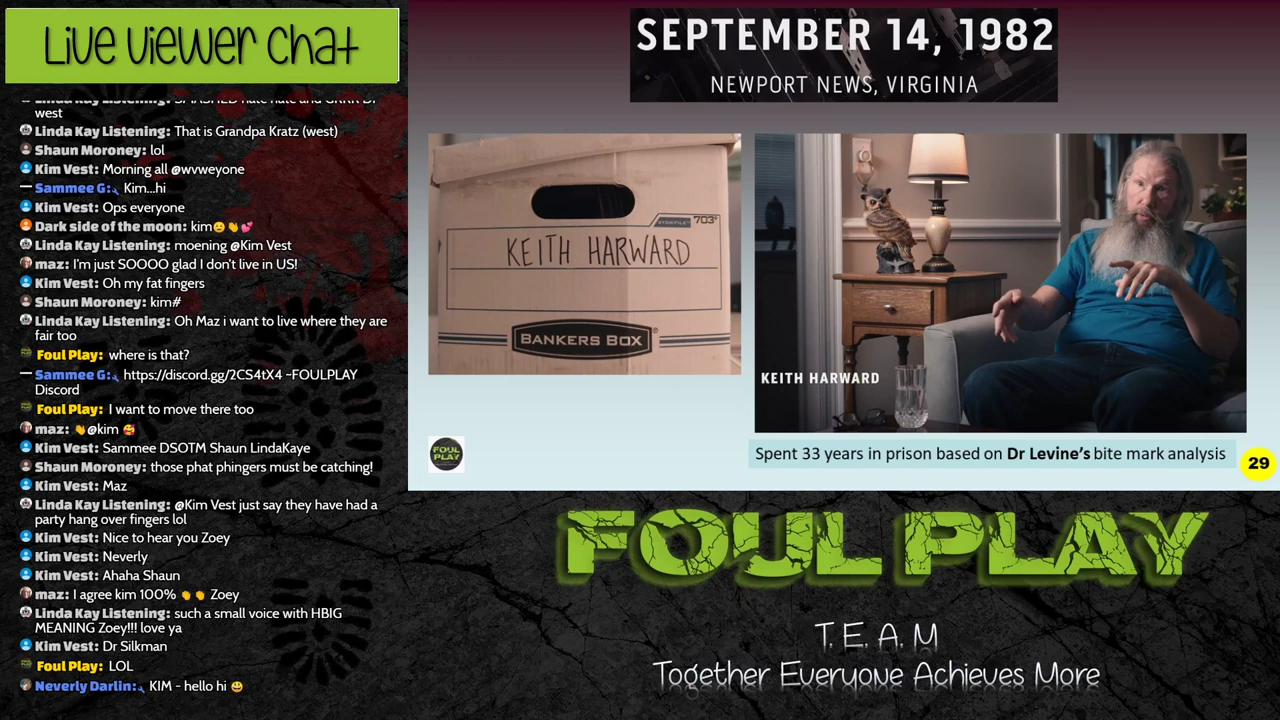 Live Viewer Chat
west
Linda Kay Listening: That is Grandpa Kratz (west)
Shaun Moroney: lol
Kim Vest: Morning all @wvweyone
Sammee G: Kim...hi
Kim Vest: Ops everyone
Dark side of the moon: kim😐👋💕
Linda Kay Listening: moening @Kim Vest
maz: I'm just SOOOO glad I don't live in US!
Kim Vest: Oh my fat fingers
Shaun Moroney: kim#
Linda Kay Listening: Oh Maz i want to live where they are
fair too
Foul Play: where is that?
Sammee G: https://discord.gg/2CS4tX4 ~FOULPLAY
Discord
Foul Play: I want to move there too
maz: 👋@kim 🥰
Kim Vest: Sammee DSOTM Shaun LindaKaye
Shaun Moroney: those phat phingers must be catching!
Kim Vest: Maz
Linda Kay Listening: @Kim Vest just say they have had a
party hang over fingers lol
Kim Vest: Nice to hear you Zoey
Kim Vest: Neverly
Kim Vest: Ahaha Shaun
maz: I agree kim 100% 👏👏 Zoey
Linda Kay Listening: such a small voice with HBIG
MEANING Zoey!!! love ya
Kim Vest: Dr Silkman
Foul Play: LOL
Neverly Darlin: KIM - hello hi 😃
SEPTEMBER 14, 1982
NEWPORT NEWS, VIRGINIA
703
KEITH HARWARD
BANKERS BOX
KEITH HARWARD
FOUL
PLAY
Spent 33 years in prison based on Dr Levine's bite mark analysis
29
FOUL PLAY
T. E. A. M
Together Everyone Achieves More